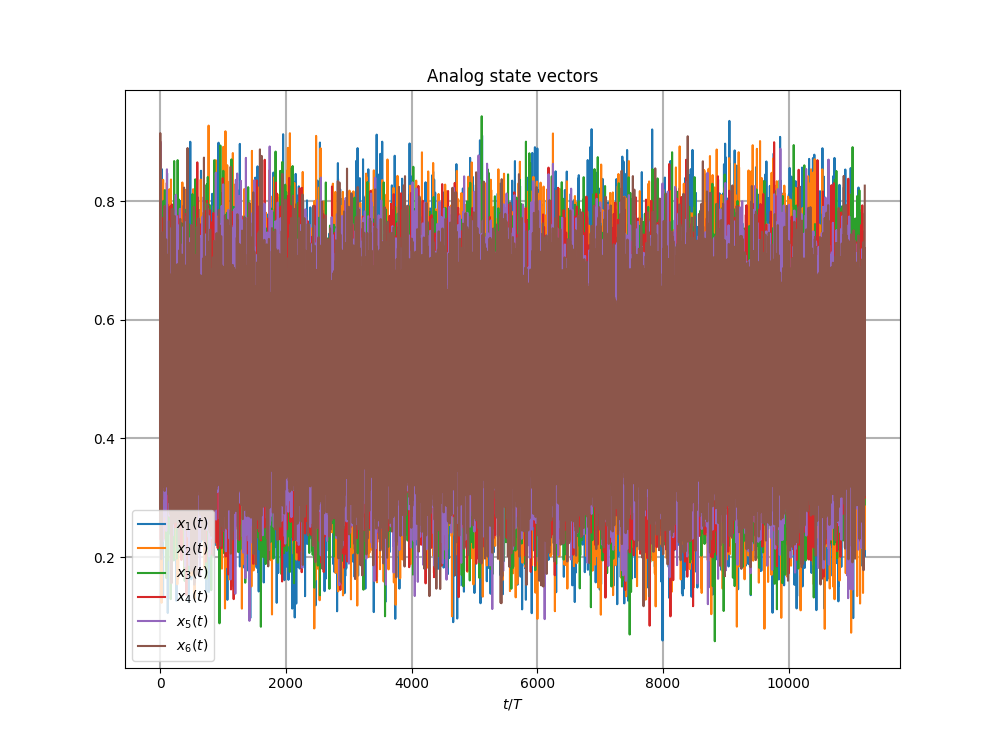 Analog state vectors
0.8
0.6
0.4
0.2
x₁(t)
x₂(t)
x₃(t)
x₄(t)
x₅(t)
x₆(t)
0 2000 4000 6000 8000 10000
t/T